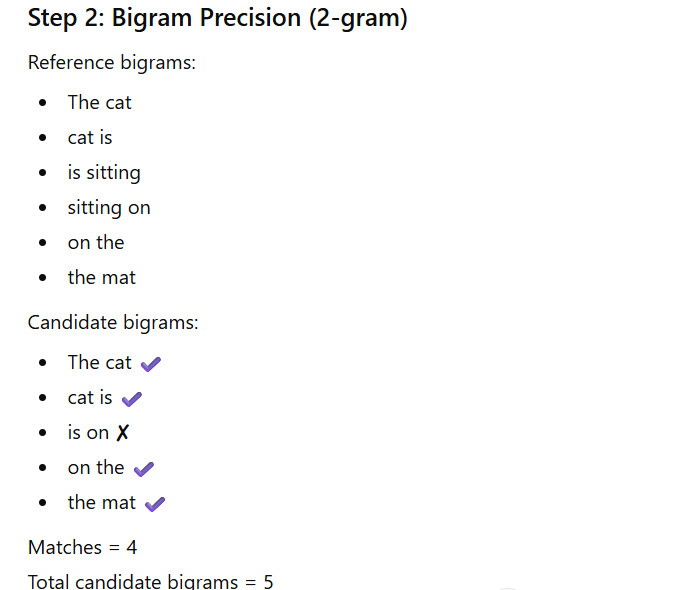 Step 2: Bigram Precision (2-gram)
Reference bigrams:
• The cat
• cat is
• is sitting
• sitting on
• on the
• the mat
Candidate bigrams:
• The cat ✔
• cat is ✔
• is on ✗
• on the ✔
• the mat ✔
Matches = 4
Total candidate bigrams = 5